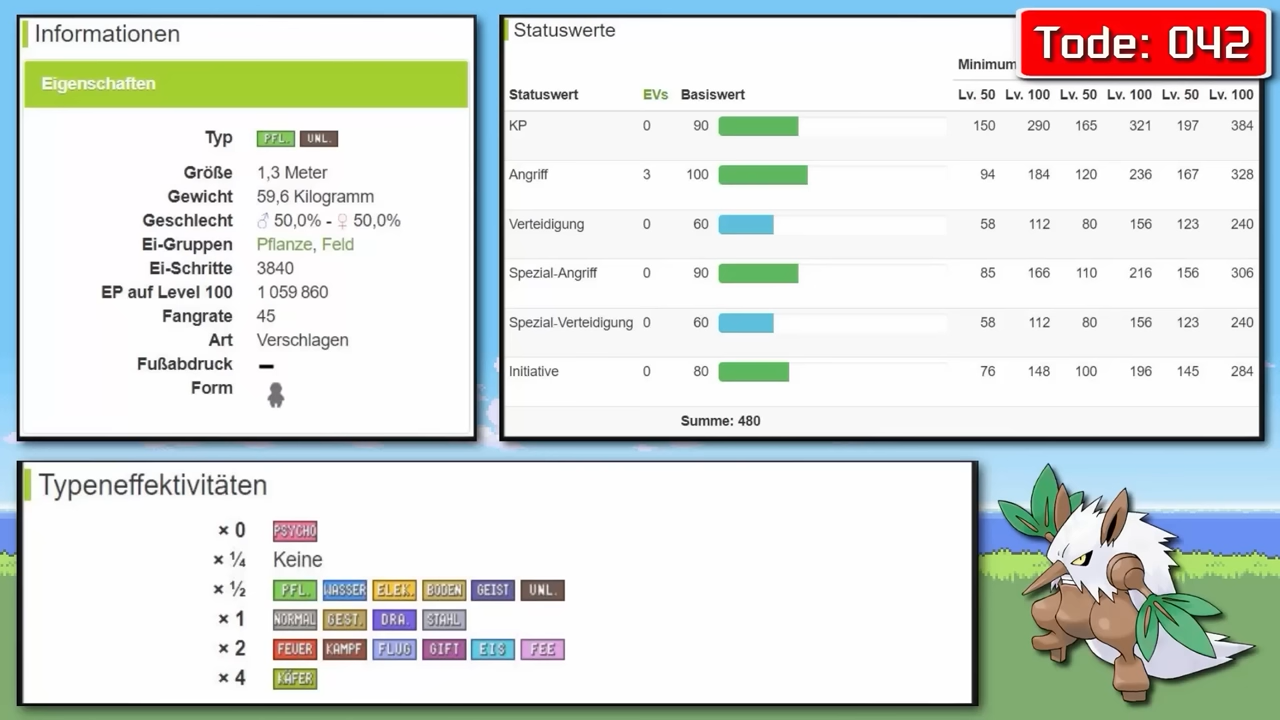 Informationen
Eigenschaften
Typ PFL. UNL.
Größe 1,3 Meter
Gewicht 59,6 Kilogramm
Geschlecht ♂ 50,0% - ♀ 50,0%
Ei-Gruppen Pflanze, Feld
Ei-Schritte 3840
EP auf Level 100 1 059 860
Fangrate 45
Art Verschlagen
Fußabdruck
Form
Statuswerte
Tode: 042
Minimum
Statuswert EVs Basiswert Lv. 50 Lv. 100 Lv. 50 Lv. 100 Lv. 50 Lv. 100
KP 0 90 150 290 165 321 197 384
Angriff 3 100 94 184 120 236 167 328
Verteidigung 0 60 58 112 80 156 123 240
Spezial-Angriff 0 90 85 166 110 216 156 306
Spezial-Verteidigung 0 60 58 112 80 156 123 240
Initiative 0 80 76 148 100 196 145 284
Summe: 480
Typeneffektivitäten
× 0 PSYCHO
× ¼ Keine
× ½ PFL. WASSER ELEK. BODEN GEIST UNL.
× 1 NORMAL GEST. DRA. STAHL
× 2 FEUER KAMPF FLUG GIFT EIS FEE
× 4 KÄFER